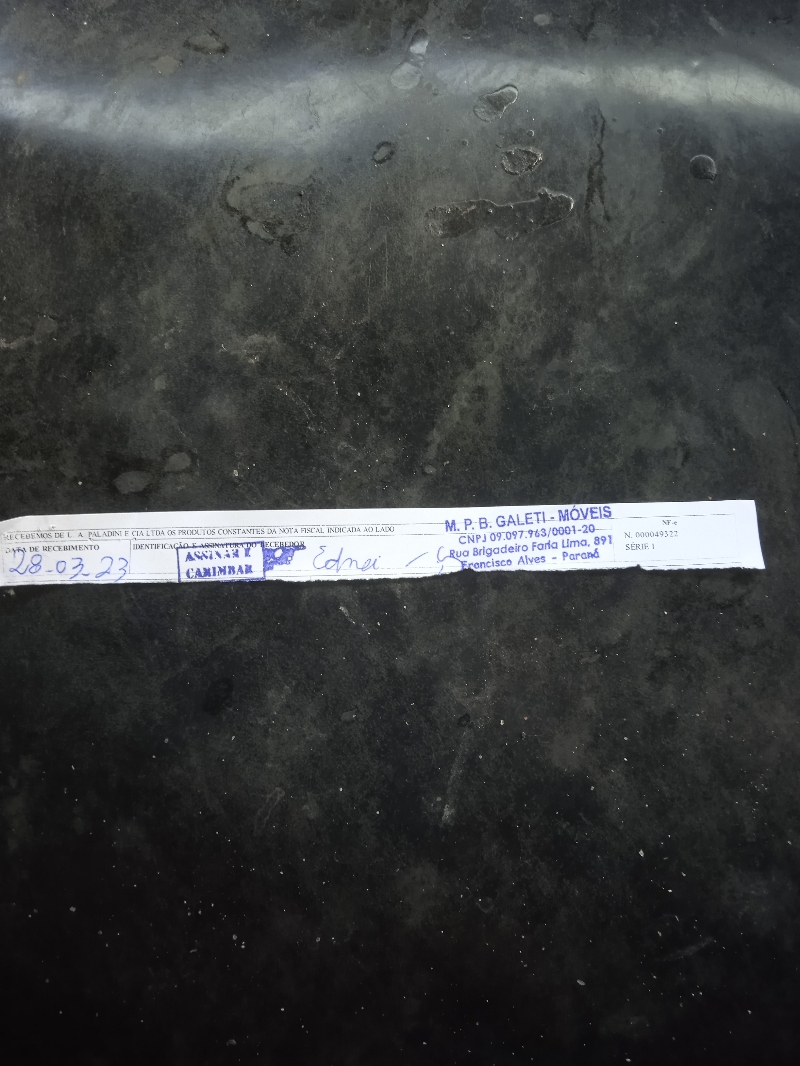 RECEBEMOS DE L. A. PALADINI E CIA LTDA OS PRODUTOS CONSTANTES DA NOTA FISCAL INDICADA AO LADO
DATA DE RECEBIMENTO
28-03-23
IDENTIFICAÇÃO E ASSINATURA DO RECEBEDOR
ASSINAR E
CARIMBAR
Ednei
M. P. B. GALETI - MÓVEIS
CNPJ 09.097.963/0001-20
Rua Brigadeiro Faria Lima, 891
Francisco Alves - Paraná
NF-e
N. 000049322
SÉRIE 1